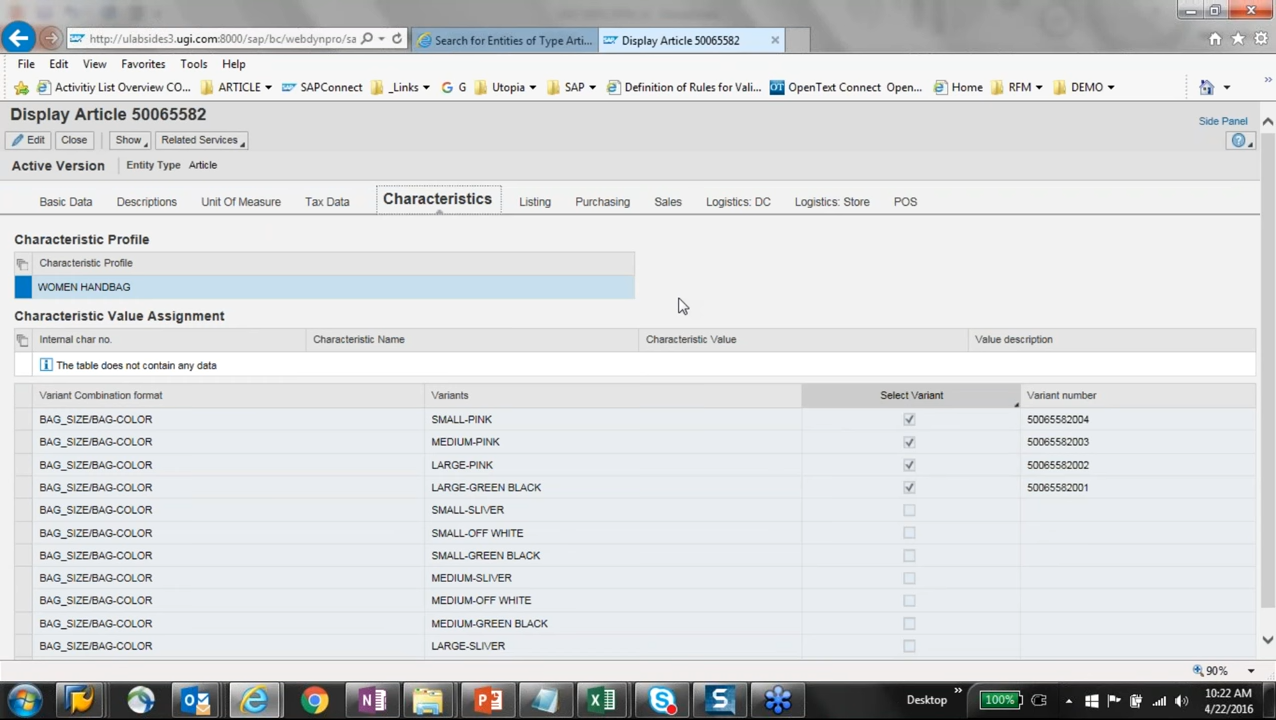 http://ulabsides3.ugi.com:8000/sap/bc/webdynpro/sa
Search for Entities of Type Arti...
Display Article 50065582
File Edit View Favorites Tools Help
Activitiy List Overview CO...
ARTICLE
SAPConnect
_Links
G
Utopia
SAP
Definition of Rules for Vali...
OpenText Connect Open...
Home
RFM
DEMO
Display Article 50065582
Side Panel
Edit Close Show Related Services
Active Version Entity Type Article
Basic Data Descriptions Unit Of Measure Tax Data Characteristics Listing Purchasing Sales Logistics: DC Logistics: Store POS
Characteristic Profile
Characteristic Profile
WOMEN HANDBAG
Characteristic Value Assignment
Internal char no. Characteristic Name Characteristic Value Value description
The table does not contain any data
Variant Combination format Variants Select Variant Variant number
BAG_SIZE/BAG-COLOR SMALL-PINK 50065582004
BAG_SIZE/BAG-COLOR MEDIUM-PINK 50065582003
BAG_SIZE/BAG-COLOR LARGE-PINK 50065582002
BAG_SIZE/BAG-COLOR LARGE-GREEN BLACK 50065582001
BAG_SIZE/BAG-COLOR SMALL-SLIVER
BAG_SIZE/BAG-COLOR SMALL-OFF WHITE
BAG_SIZE/BAG-COLOR SMALL-GREEN BLACK
BAG_SIZE/BAG-COLOR MEDIUM-SLIVER
BAG_SIZE/BAG-COLOR MEDIUM-OFF WHITE
BAG_SIZE/BAG-COLOR MEDIUM-GREEN BLACK
BAG_SIZE/BAG-COLOR LARGE-SLIVER
90%
Desktop
100%
10:22 AM
4/22/2016